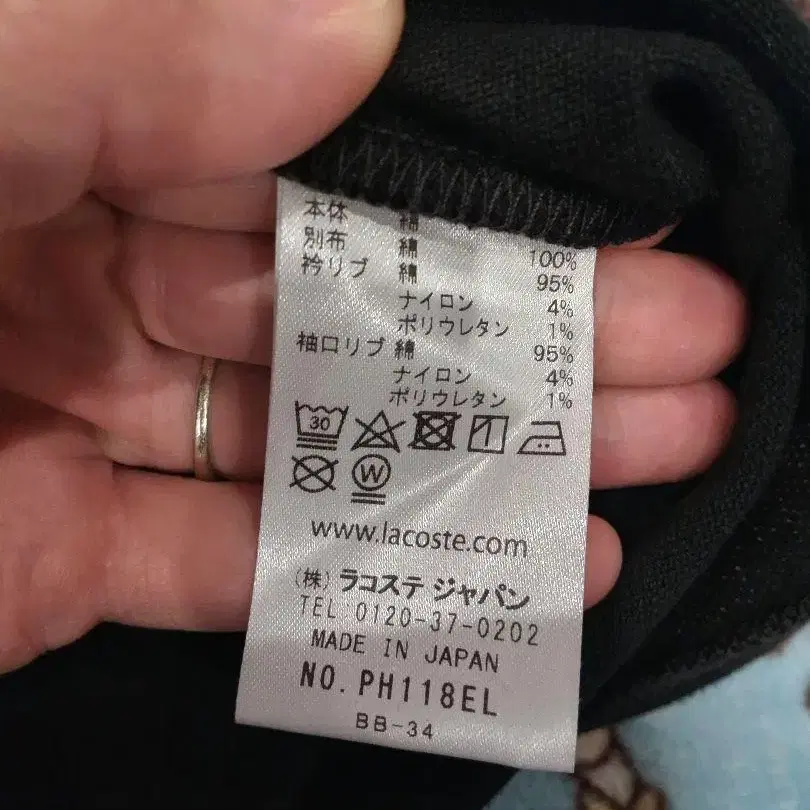 本体 綿 100%
別布 綿 95%
衿リブ 綿
ナイロン 4%
ポリウレタン 1%
袖口リブ 綿 95%
ナイロン 4%
ポリウレタン 1%
30
W
www.lacoste.com
(株) ラコステ ジャパン
TEL 0120-37-0202
MADE IN JAPAN
NO. PH118EL
BB-34